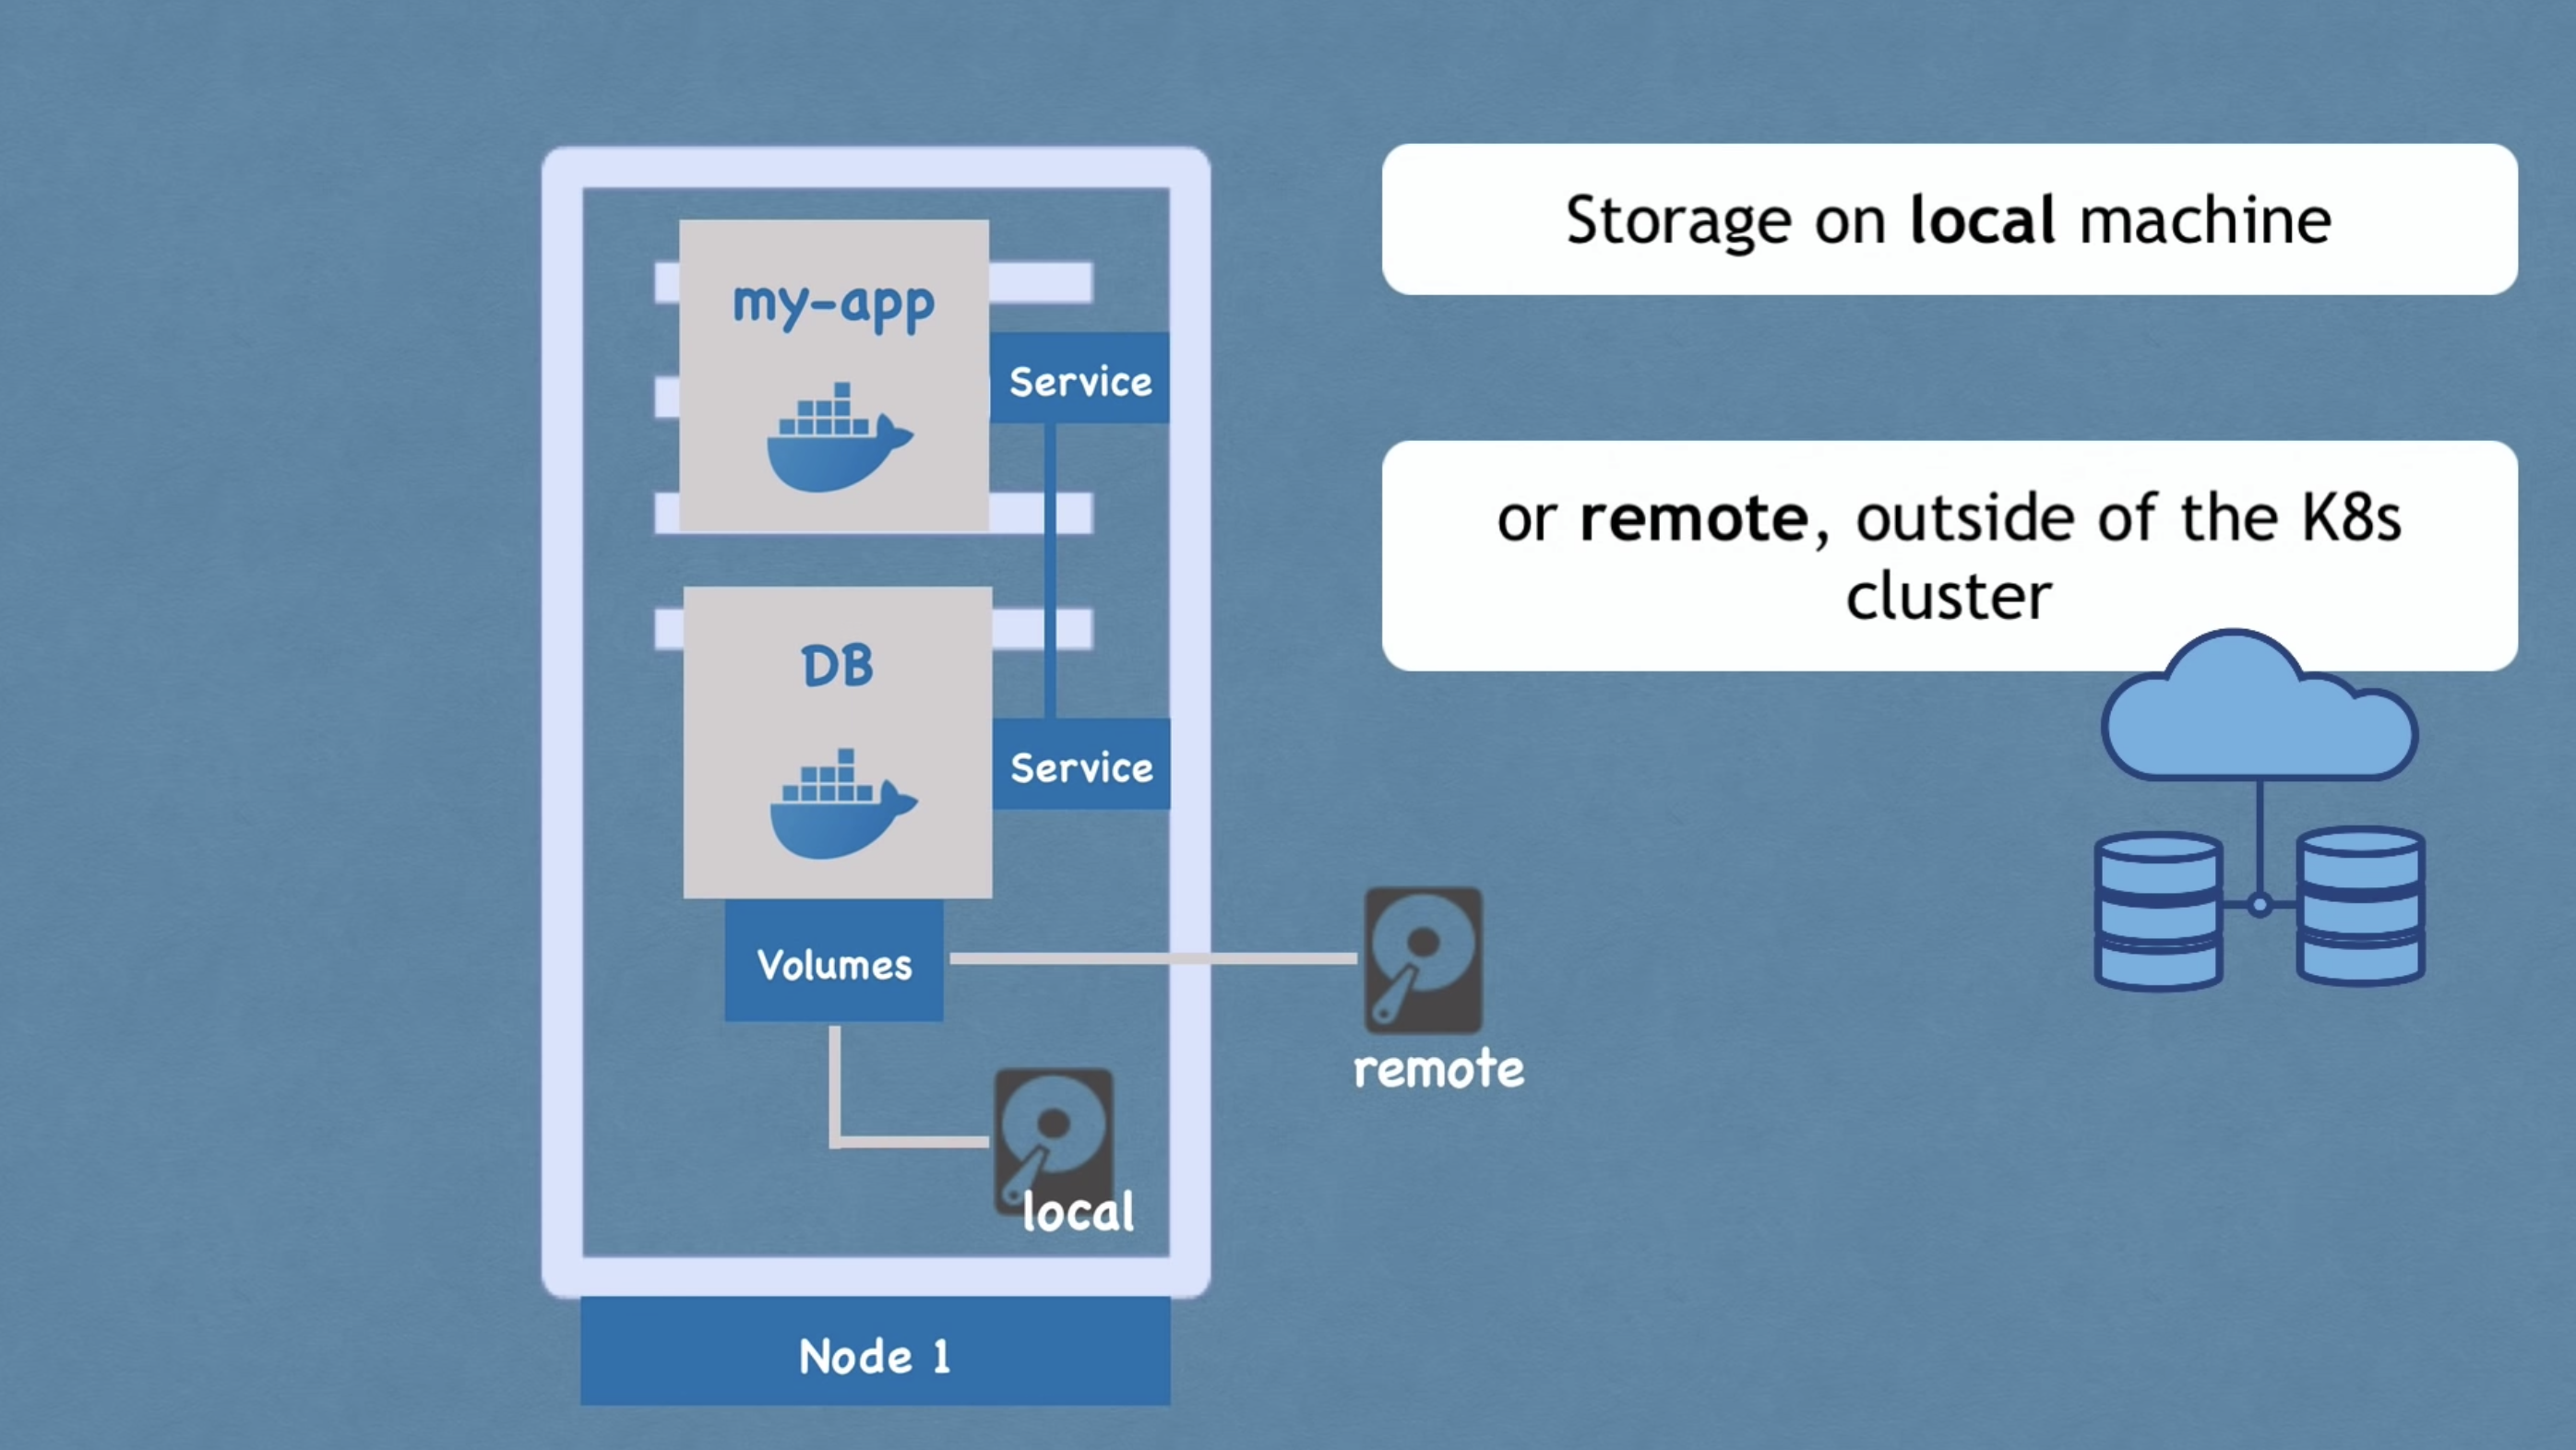 my-app
Service
DB
Service
Volumes
local
remote
Node 1
Storage on local machine
or remote, outside of the K8s
cluster